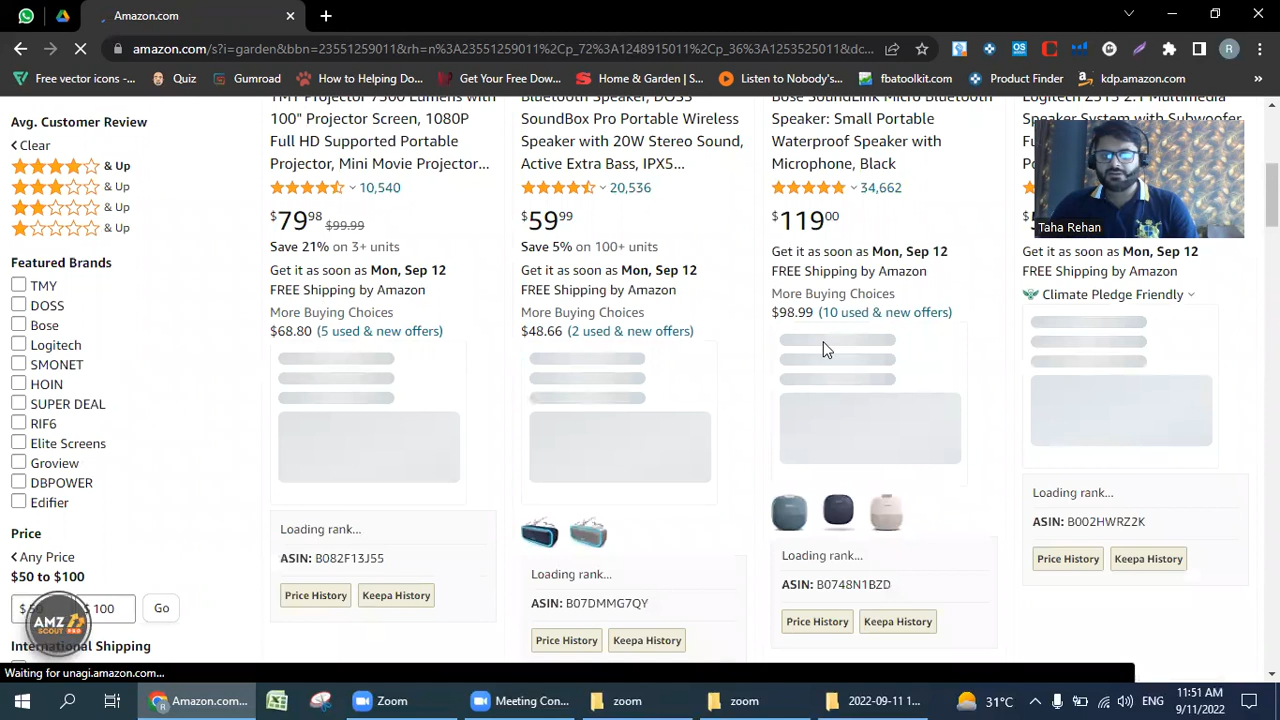 Amazon.com
amazon.com/s?i=garden&bbn=23551259011&rh=n%3A23551259011%2Cp_72%3A1248915011%2Cp_36%3A1253525011&dc...
Free vector icons -...
Quiz
Gumroad
How to Helping Do...
Get Your Free Dow...
Home & Garden | S...
Listen to Nobody's...
fbatoolkit.com
Product Finder
kdp.amazon.com
Avg. Customer Review
Clear
& Up
& Up
& Up
& Up
Featured Brands
TMY
DOSS
Bose
Logitech
SMONET
HOIN
SUPER DEAL
RIF6
Elite Screens
Groview
DBPOWER
Edifier
Price
Any Price
$50 to $100
$ 100
Go
AMZ
SCOUT PRO
International Shipping
Waiting for unagi.amazon.com...
TMY Projector 7500 Lumens with
100" Projector Screen, 1080P
Full HD Supported Portable
Projector, Mini Movie Projector...
10,540
$79.98 $99.99
Save 21% on 3+ units
Get it as soon as Mon, Sep 12
FREE Shipping by Amazon
More Buying Choices
$68.80 (5 used & new offers)
Loading rank...
ASIN: B082F13J55
Price History
Keepa History
Bluetooth Speaker, DOSS
SoundBox Pro Portable Wireless
Speaker with 20W Stereo Sound,
Active Extra Bass, IPX5...
20,536
$59.99
Save 5% on 100+ units
Get it as soon as Mon, Sep 12
FREE Shipping by Amazon
More Buying Choices
$48.66 (2 used & new offers)
Loading rank...
ASIN: B07DMMG7QY
Price History
Keepa History
Bose SoundLink Micro Bluetooth
Speaker: Small Portable
Waterproof Speaker with
Microphone, Black
34,662
$119.00
Get it as soon as Mon, Sep 12
FREE Shipping by Amazon
More Buying Choices
$98.99 (10 used & new offers)
Loading rank...
ASIN: B0748N1BZD
Price History
Keepa History
Logitech Z313 2.1 Multimedia
Speaker System with Subwoofer
Taha Rehan
Get it as soon as Mon, Sep 12
FREE Shipping by Amazon
Climate Pledge Friendly
Loading rank...
ASIN: B002HWRZ2K
Price History
Keepa History
Amazon.com...
Zoom
Meeting Con...
zoom
zoom
2022-09-11 1...
31°C
ENG
11:51 AM
9/11/2022